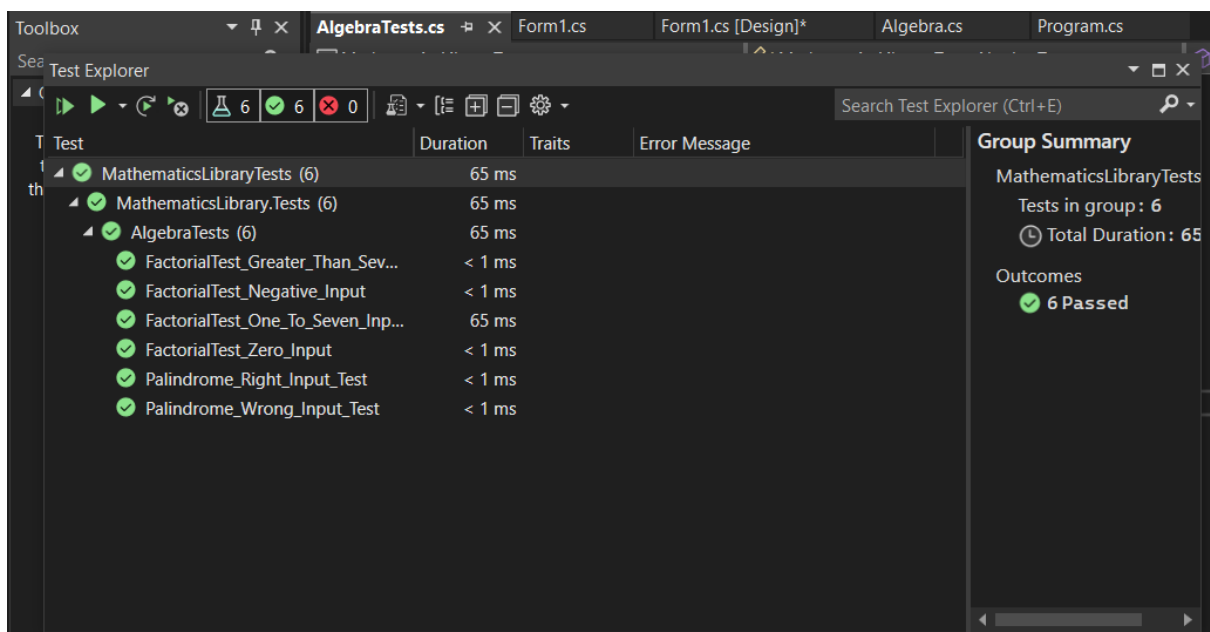 Toolbox
AlgebraTests.cs
Form1.cs
Form1.cs [Design]*
Algebra.cs
Program.cs
Sea
Test Explorer
6 6 0
Search Test Explorer (Ctrl+E)
Test Duration Traits Error Message
MathematicsLibraryTests (6) 65 ms
MathematicsLibrary.Tests (6) 65 ms
AlgebraTests (6) 65 ms
FactorialTest_Greater_Than_Sev... < 1 ms
FactorialTest_Negative_Input < 1 ms
FactorialTest_One_To_Seven_Inp... 65 ms
FactorialTest_Zero_Input < 1 ms
Palindrome_Right_Input_Test < 1 ms
Palindrome_Wrong_Input_Test < 1 ms
Group Summary
MathematicsLibraryTests
Tests in group: 6
Total Duration: 65
Outcomes
6 Passed
th